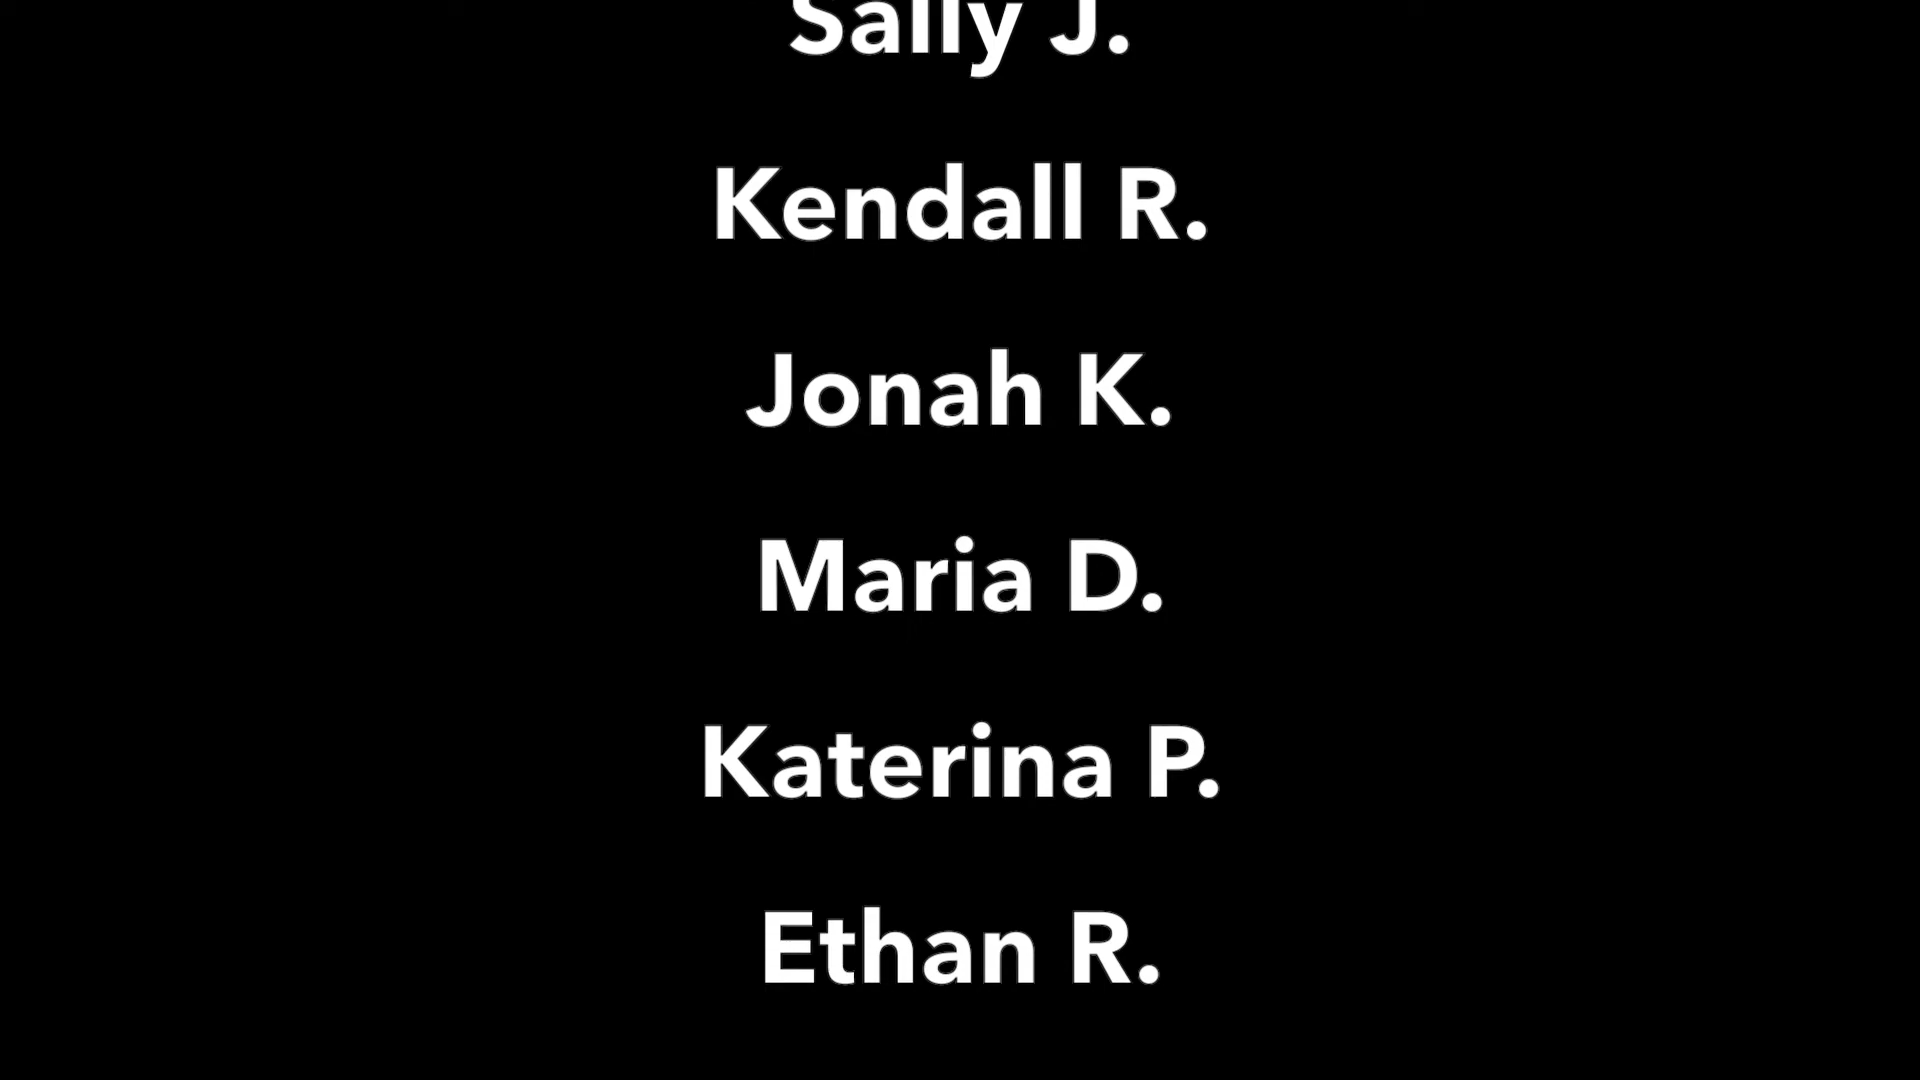 Sally J.
Kendall R.
Jonah K.
Maria D.
Katerina P.
Ethan R.